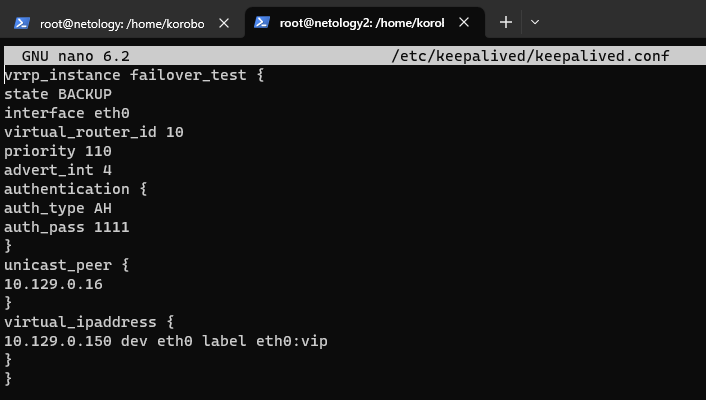 root@netology: /home/korobo
root@netology2: /home/korol
GNU nano 6.2 /etc/keepalived/keepalived.conf
vrrp_instance failover_test {
state BACKUP
interface eth0
virtual_router_id 10
priority 110
advert_int 4
authentication {
auth_type AH
auth_pass 1111
}
unicast_peer {
10.129.0.16
}
virtual_ipaddress {
10.129.0.150 dev eth0 label eth0:vip
}
}